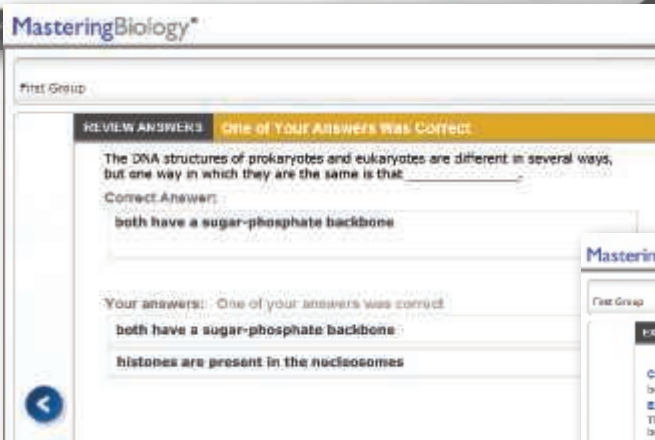 MasteringBiology®
First Group
REVIEW ANSWERS One of Your Answers Was Correct
The DNA structures of prokaryotes and eukaryotes are different in several ways,
but one way in which they are the same is that ____________.
Correct Answer:
both have a sugar-phosphate backbone
Your answers: One of your answers was correct
both have a sugar-phosphate backbone
histones are present in the nucleosomes
Masterin
First Group